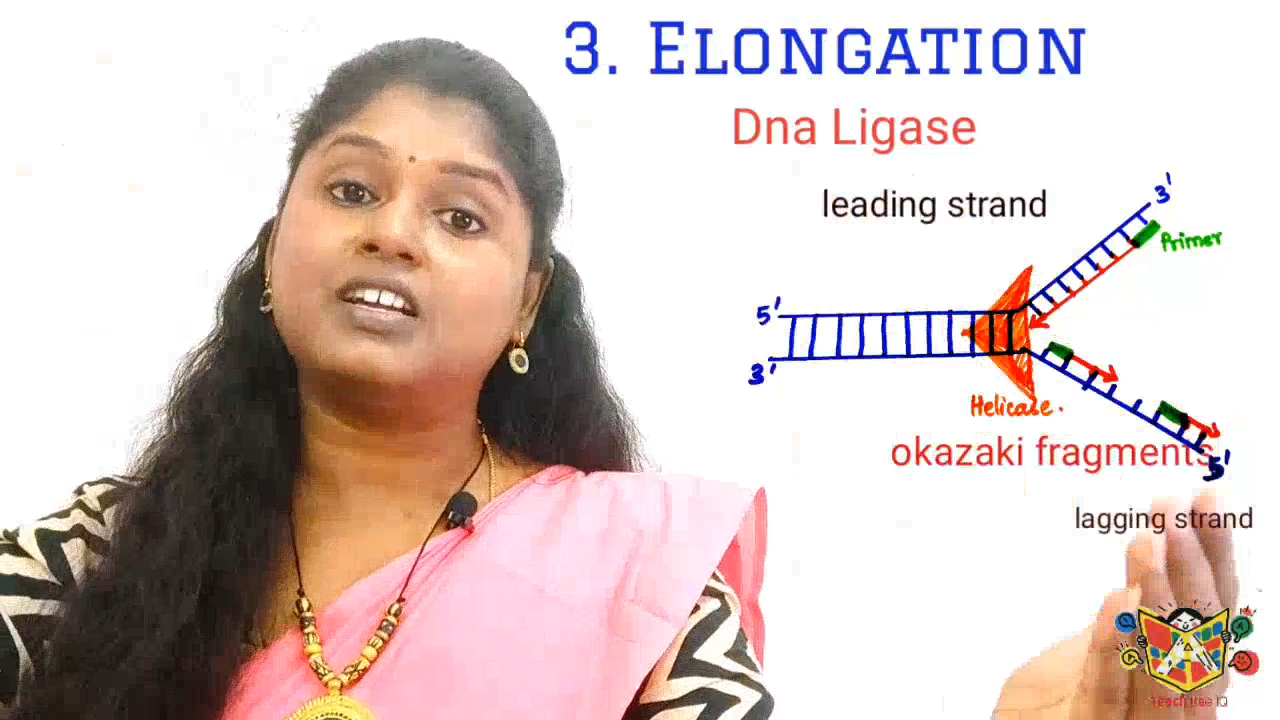 3. ELONGATION
Dna Ligase
leading strand
3'
Primer
5'
3'
Helicase.
okazaki fragments
5'
lagging strand